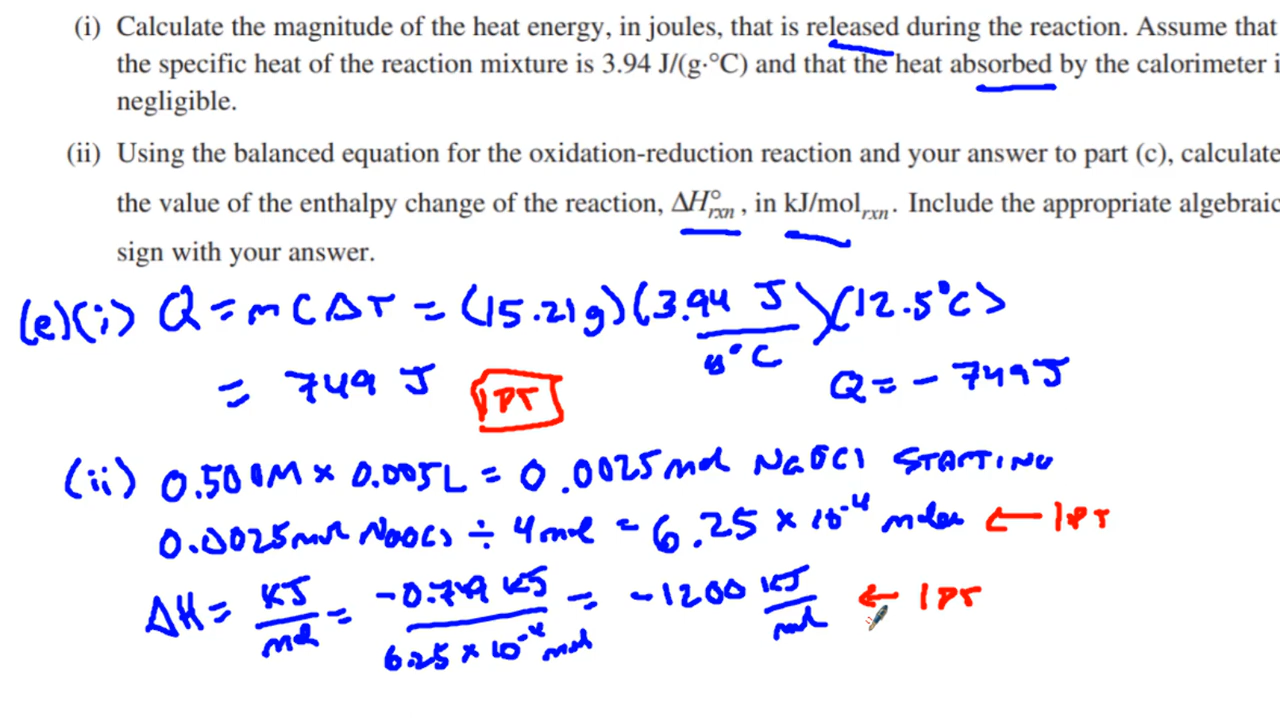 (i) Calculate the magnitude of the heat energy, in joules, that is released during the reaction. Assume that
the specific heat of the reaction mixture is 3.94 J/(g·°C) and that the heat absorbed by the calorimeter i
negligible.
(ii) Using the balanced equation for the oxidation-reduction reaction and your answer to part (c), calculate
the value of the enthalpy change of the reaction, ΔH°rxn, in kJ/molrxn. Include the appropriate algebraic
sign with your answer.
(e)(i) Q = mCΔT = (15.21g)(3.94 J/g°C)(12.5°C)
= 749 J 1PT Q = -749J
(ii) 0.500M x 0.005L = 0.0025 mol NaOCl STARTING
0.0025 mol NaOCl ÷ 4 mol = 6.25 x 10^-4 moles ← 1PT
ΔH = KJ/mol = -0.749 KJ/6.25 x 10^-4 mol = -1200 KJ/mol ← 1PT